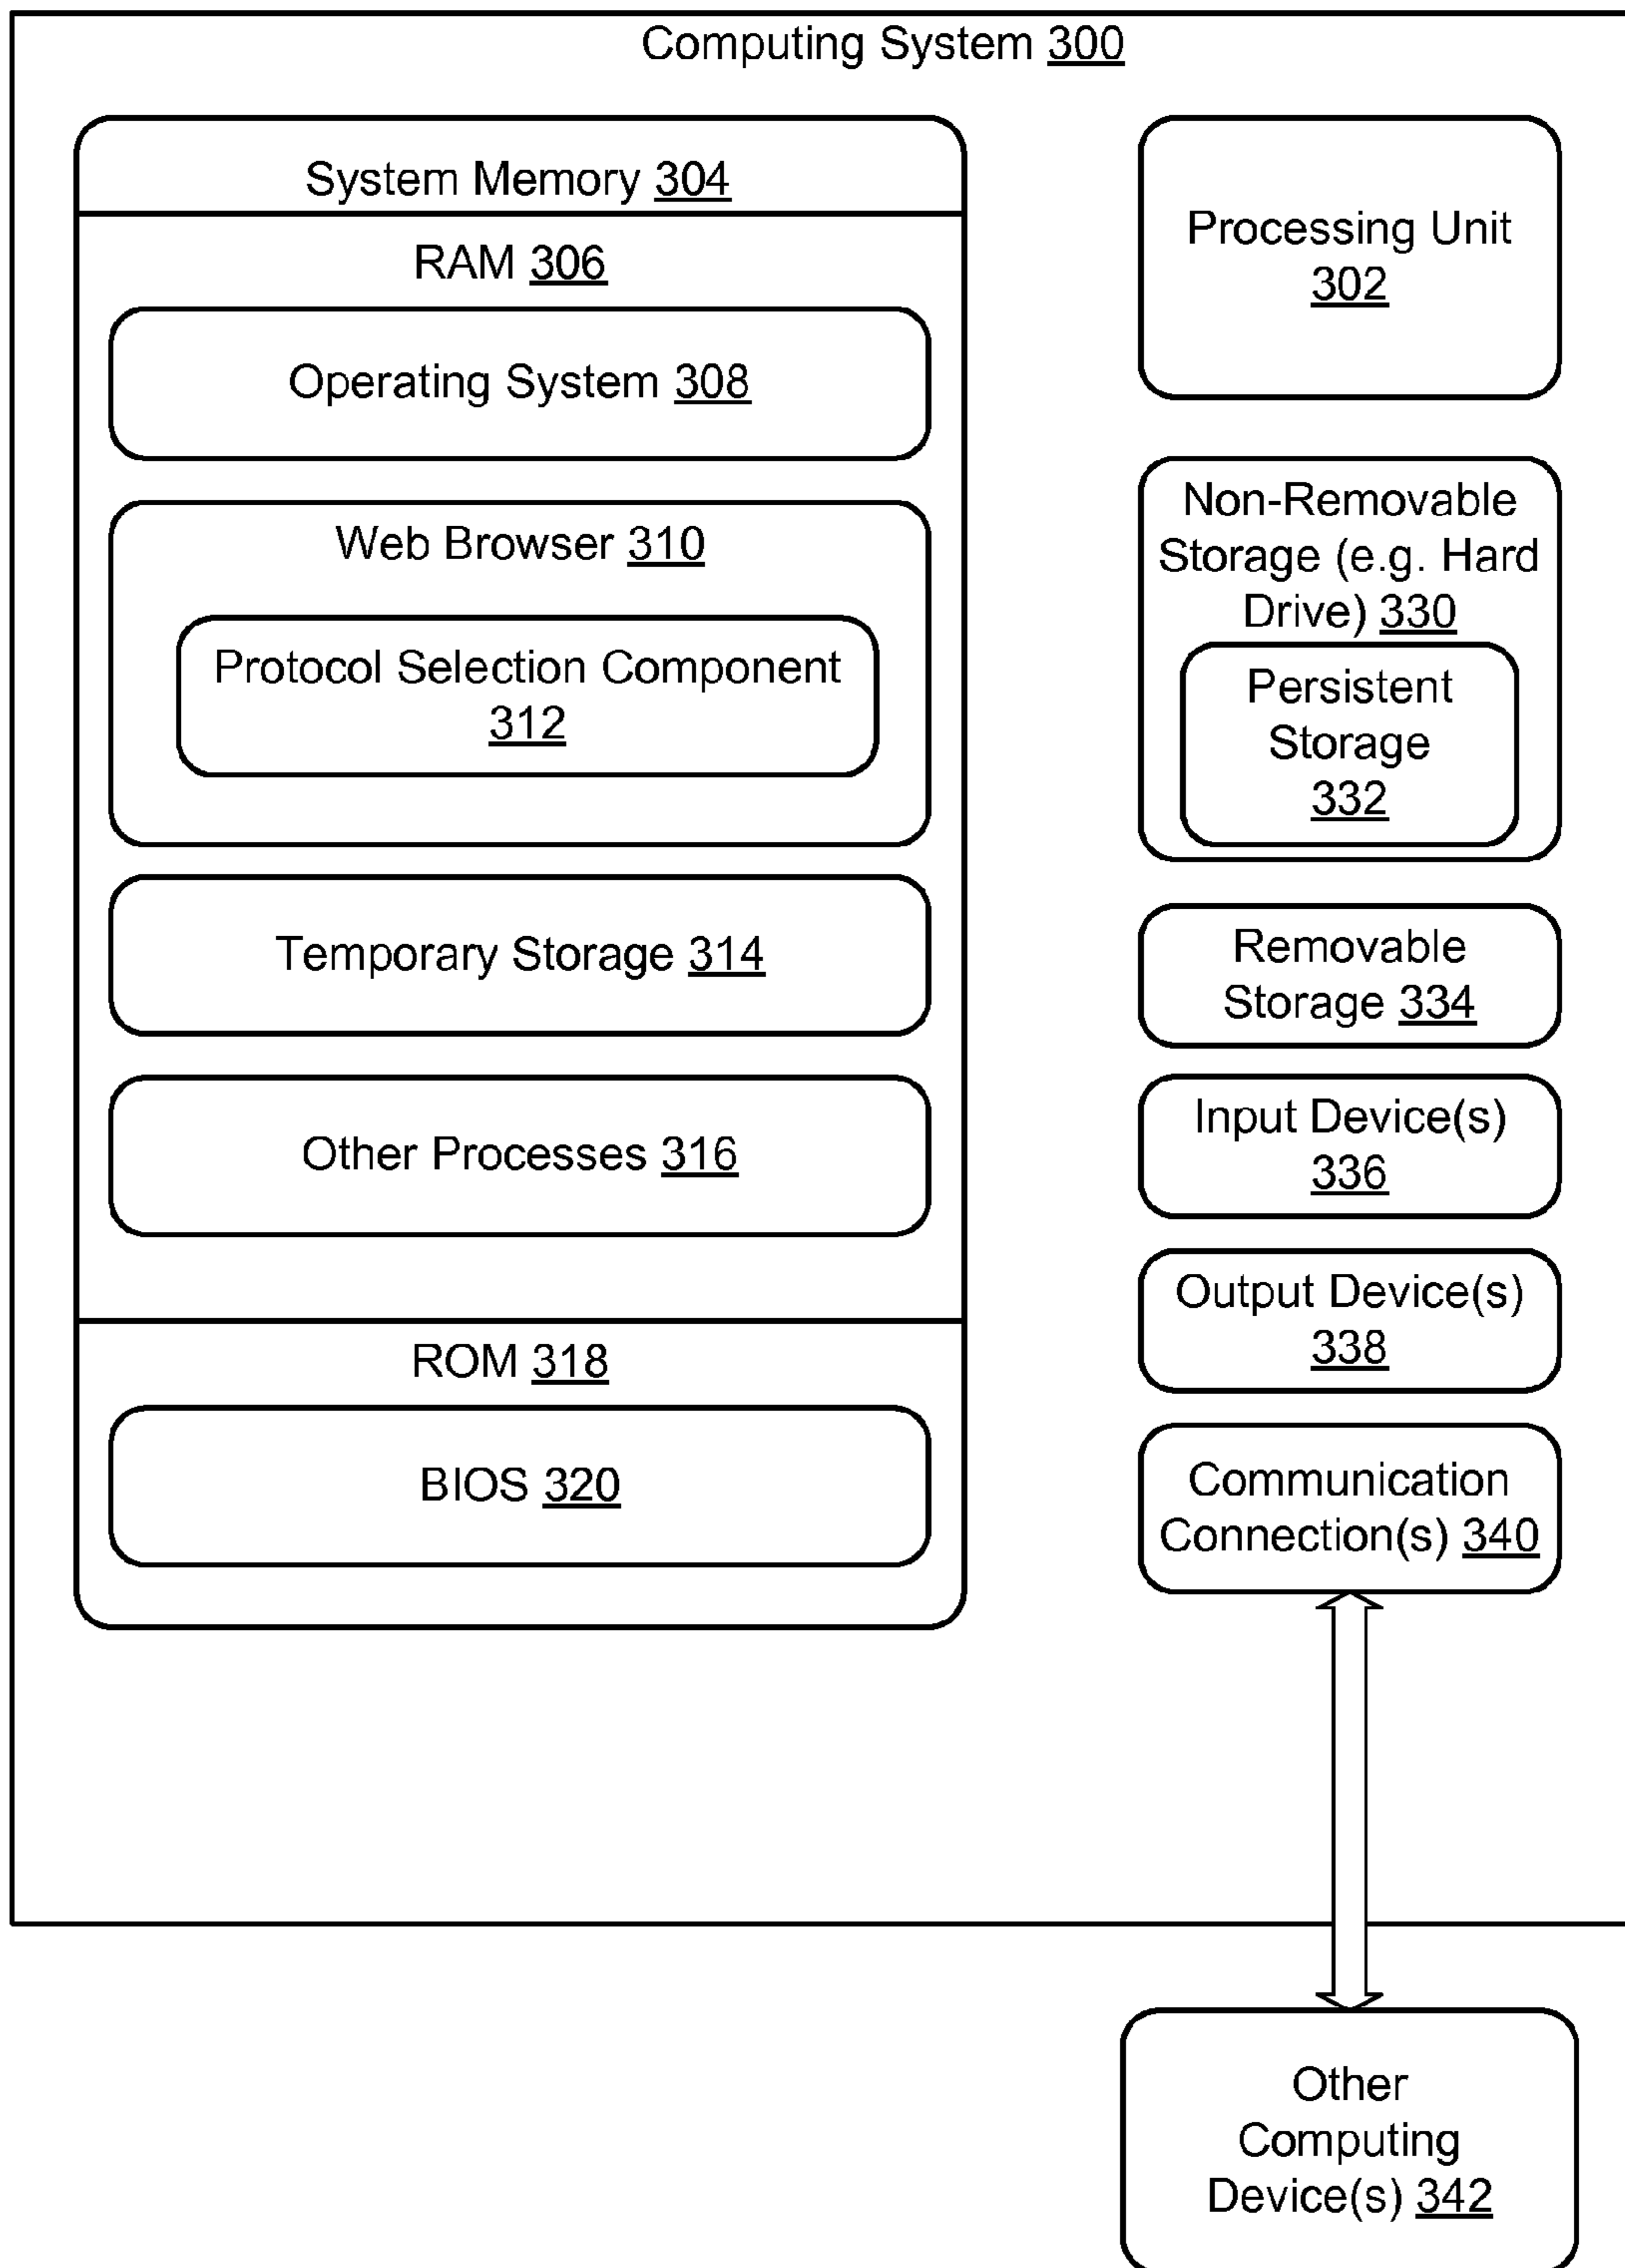 Computing System 300
System Memory 304
RAM 306
Operating System 308
Web Browser 310
Protocol Selection Component
312
Temporary Storage 314
Other Processes 316
ROM 318
BIOS 320
Processing Unit
302
Non-Removable
Storage (e.g. Hard
Drive) 330
Persistent
Storage
332
Removable
Storage 334
Input Device(s)
336
Output Device(s)
338
Communication
Connection(s) 340
Other
Computing
Device(s) 342